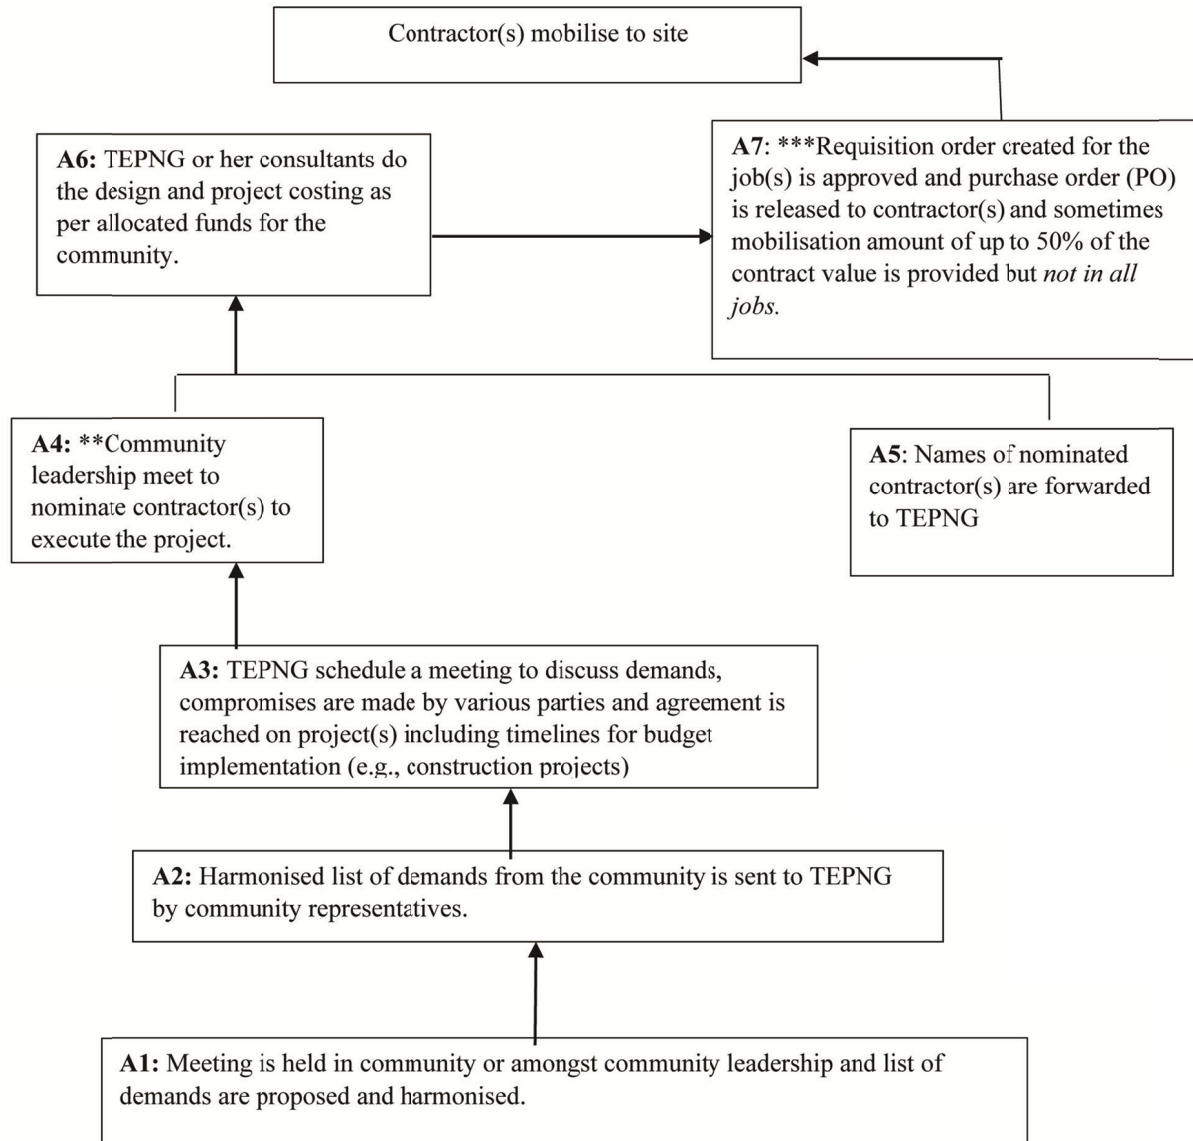 Contractor(s) mobilise to site
A6: TEPNG or her consultants do
the design and project costing as
per allocated funds for the
community.
A7: ***Requisition order created for the
job(s) is approved and purchase order (PO)
is released to contractor(s) and sometimes
mobilisation amount of up to 50% of the
contract value is provided but not in all
jobs.
A4: **Community
leadership meet to
nominate contractor(s) to
execute the project.
A5: Names of nominated
contractor(s) are forwarded
to TEPNG
A3: TEPNG schedule a meeting to discuss demands,
compromises are made by various parties and agreement is
reached on project(s) including timelines for budget
implementation (e.g., construction projects)
A2: Harmonised list of demands from the community is sent to TEPNG
by community representatives.
A1: Meeting is held in community or amongst community leadership and list of
demands are proposed and harmonised.